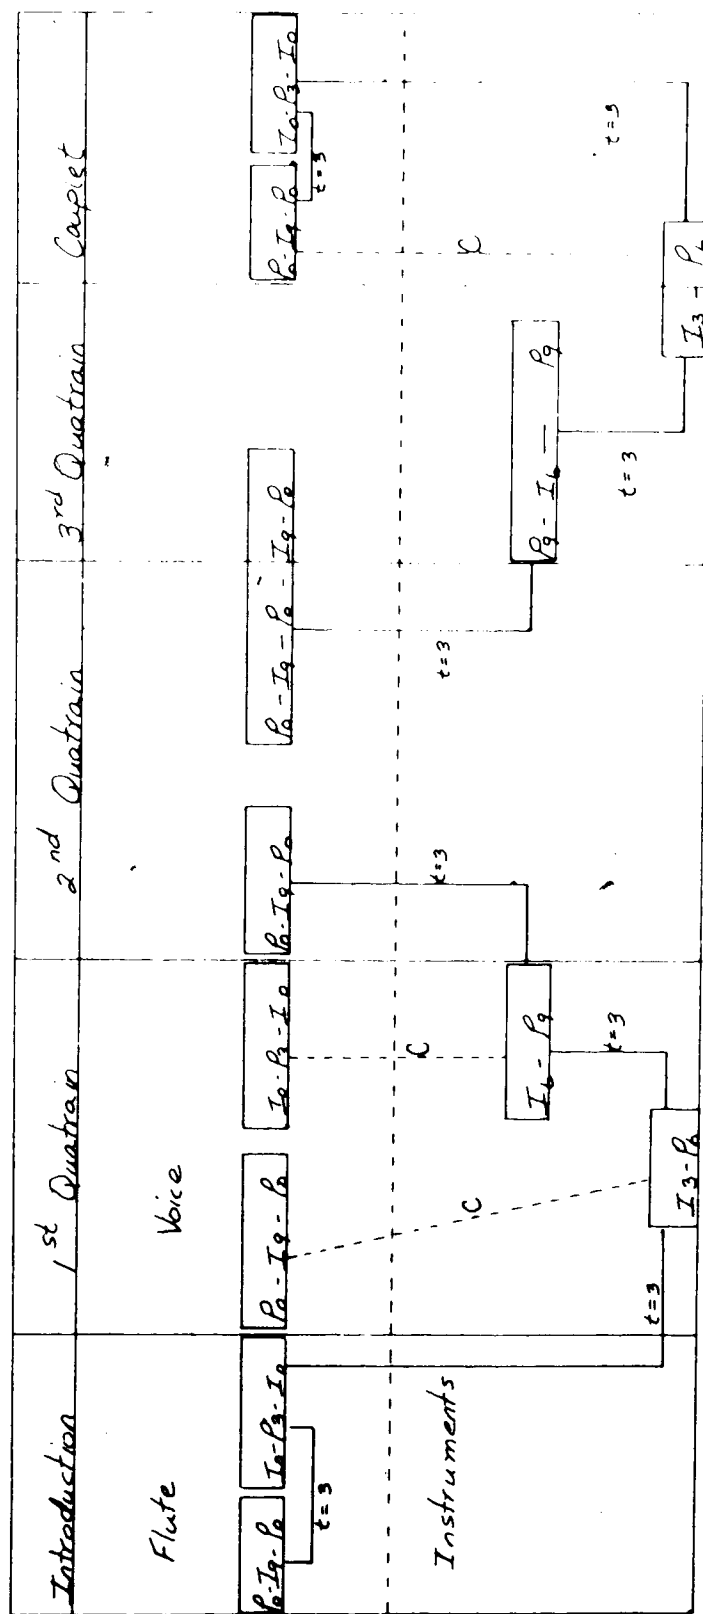 Introduction
1st Quatrain
2nd Quatrain
3rd Quatrain
Couplet
Flute
Voice
P0-I9-P0
I0-P3-I0
P0-I9-P0
I0-P3-I0
P0-I9-P0
P0-I9-P0-I9-P0
P0-I9-P0
I0-P3-I0
t=3
t=3
Instruments
t=3
C
C
t=3
t=3
C
t=3
I6-P9
P9-I6-P9
t=3
t=3
I3-P6
I3-P6